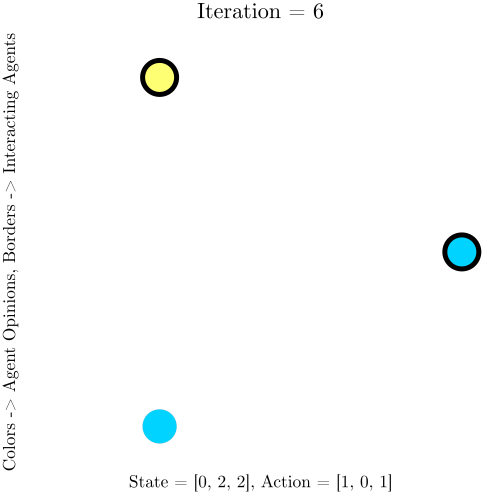 Iteration = 6
Colors -> Agent Opinions, Borders -> Interacting Agents
State = [0, 2, 2], Action = [1, 0, 1]